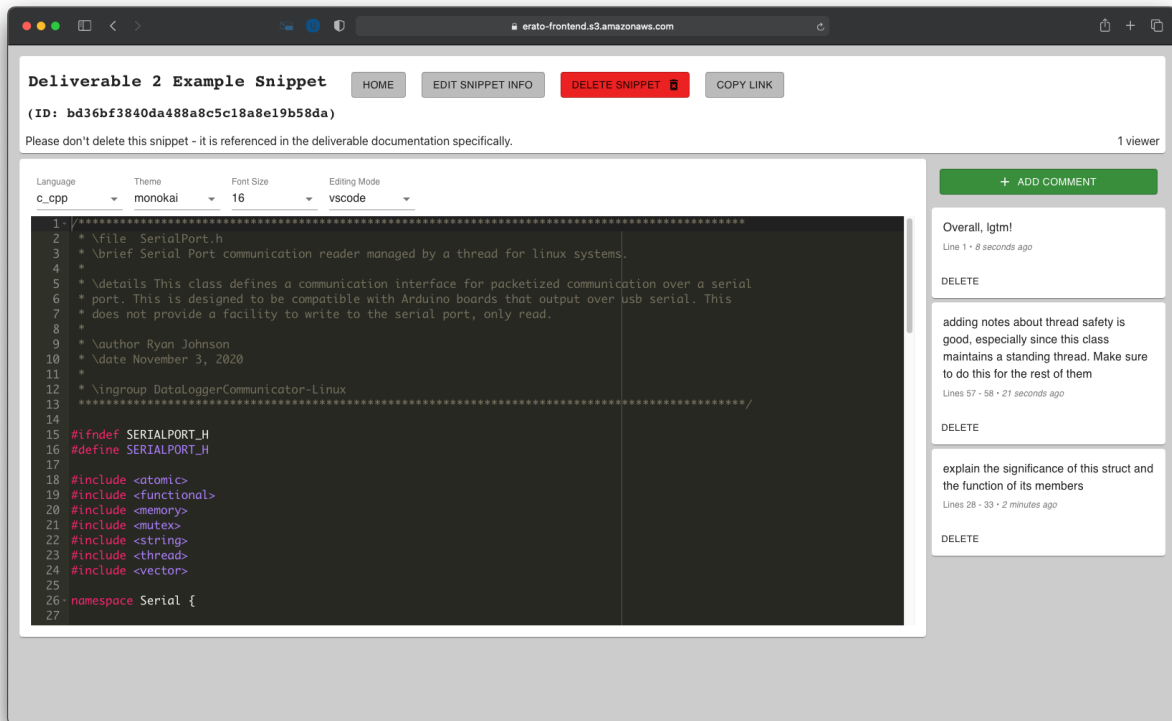 erato-frontend.s3.amazonaws.com
Deliverable 2 Example Snippet
HOME
EDIT SNIPPET INFO
DELETE SNIPPET
COPY LINK
(ID: bd36bf3840da488a8c5c18a8e19b58da)
Please don't delete this snippet - it is referenced in the deliverable documentation specifically.
1 viewer
Language
c_cpp
Theme
monokai
Font Size
16
Editing Mode
vscode
1 /*************************************************************************************************
2  * \file  SerialPort.h
3  * \brief Serial Port communication reader managed by a thread for linux systems.
4  *
5  * \details This class defines a communication interface for packetized communication over a serial
6  * port. This is designed to be compatible with Arduino boards that output over usb serial. This
7  * does not provide a facility to write to the serial port, only read.
8  *
9  * \author Ryan Johnson
10  * \date November 3, 2020
11  *
12  * \ingroup DataLoggerCommunicator-Linux
13  *************************************************************************************************/
14
15 #ifndef SERIALPORT_H
16 #define SERIALPORT_H
17
18 #include <atomic>
19 #include <functional>
20 #include <memory>
21 #include <mutex>
22 #include <string>
23 #include <thread>
24 #include <vector>
25
26 namespace Serial {
27
+ ADD COMMENT
Overall, lgtm!
Line 1 • 8 seconds ago
DELETE
adding notes about thread safety is
good, especially since this class
maintains a standing thread. Make sure
to do this for the rest of them
Lines 57 - 58 • 21 seconds ago
DELETE
explain the significance of this struct and
the function of its members
Lines 28 - 33 • 2 minutes ago
DELETE